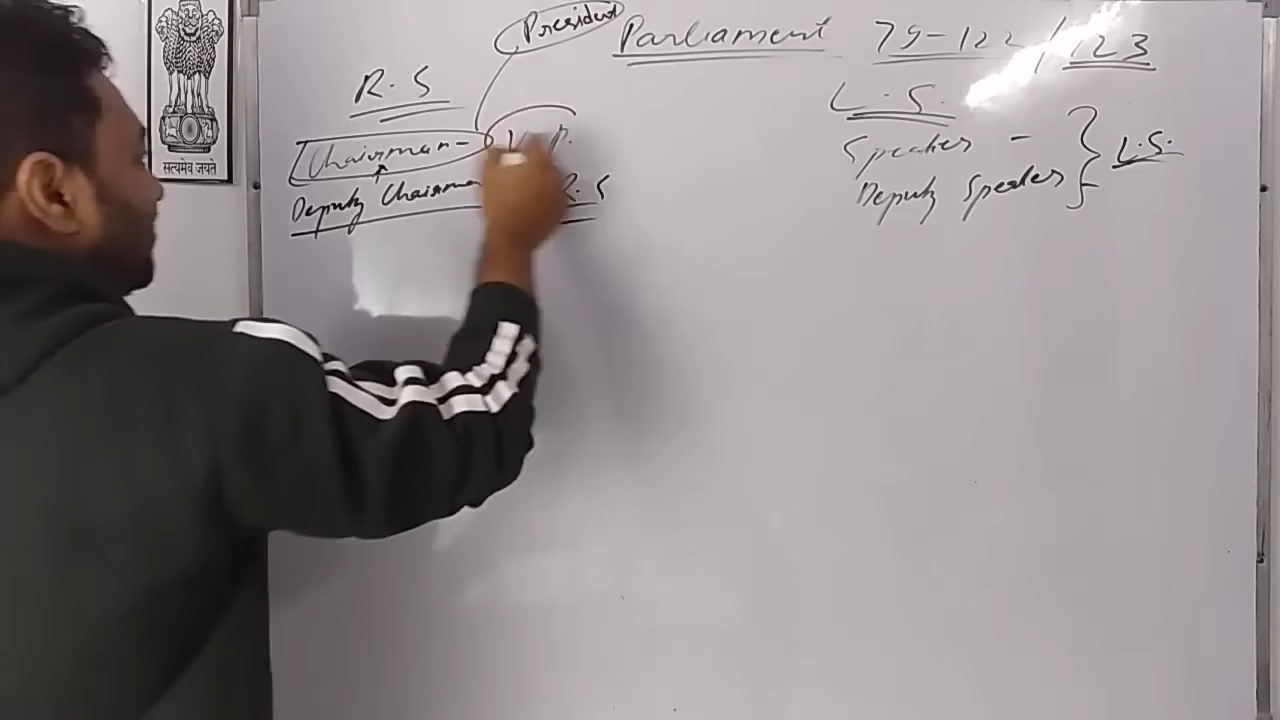 President
Parliament 79-122/123
R.S
L.S.
Chairman - V.P.
Speaker -
L.S.
Deputy Chairman R.S
Deputy Speaker
सत्यमेव जयते